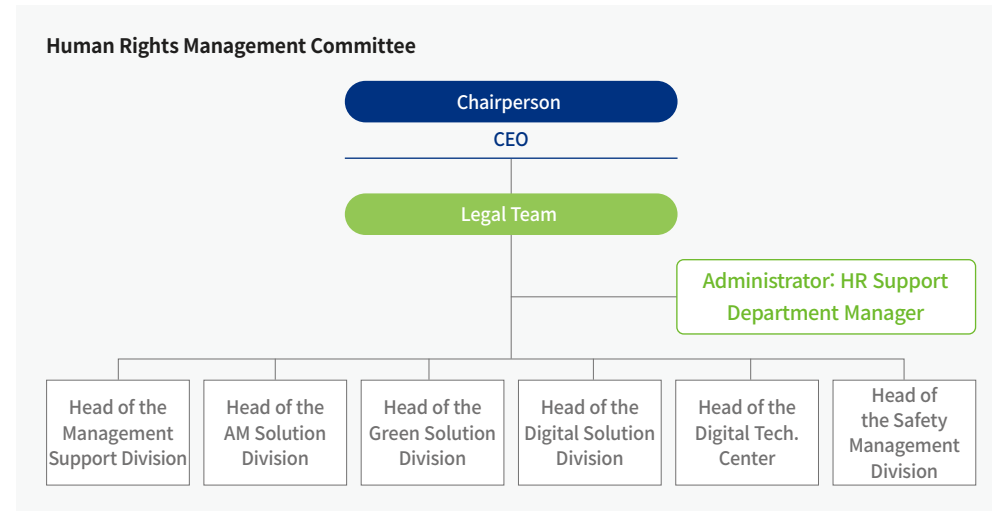 Human Rights Management Committee
Chairperson
CEO
Legal Team
Administrator: HR Support
Department Manager
Head of the
Management
Support Division
Head of the
AM Solution
Division
Head of the
Green Solution
Division
Head of the
Digital Solution
Division
Head of the
Digital Tech.
Center
Head of
the Safety
Management
Division